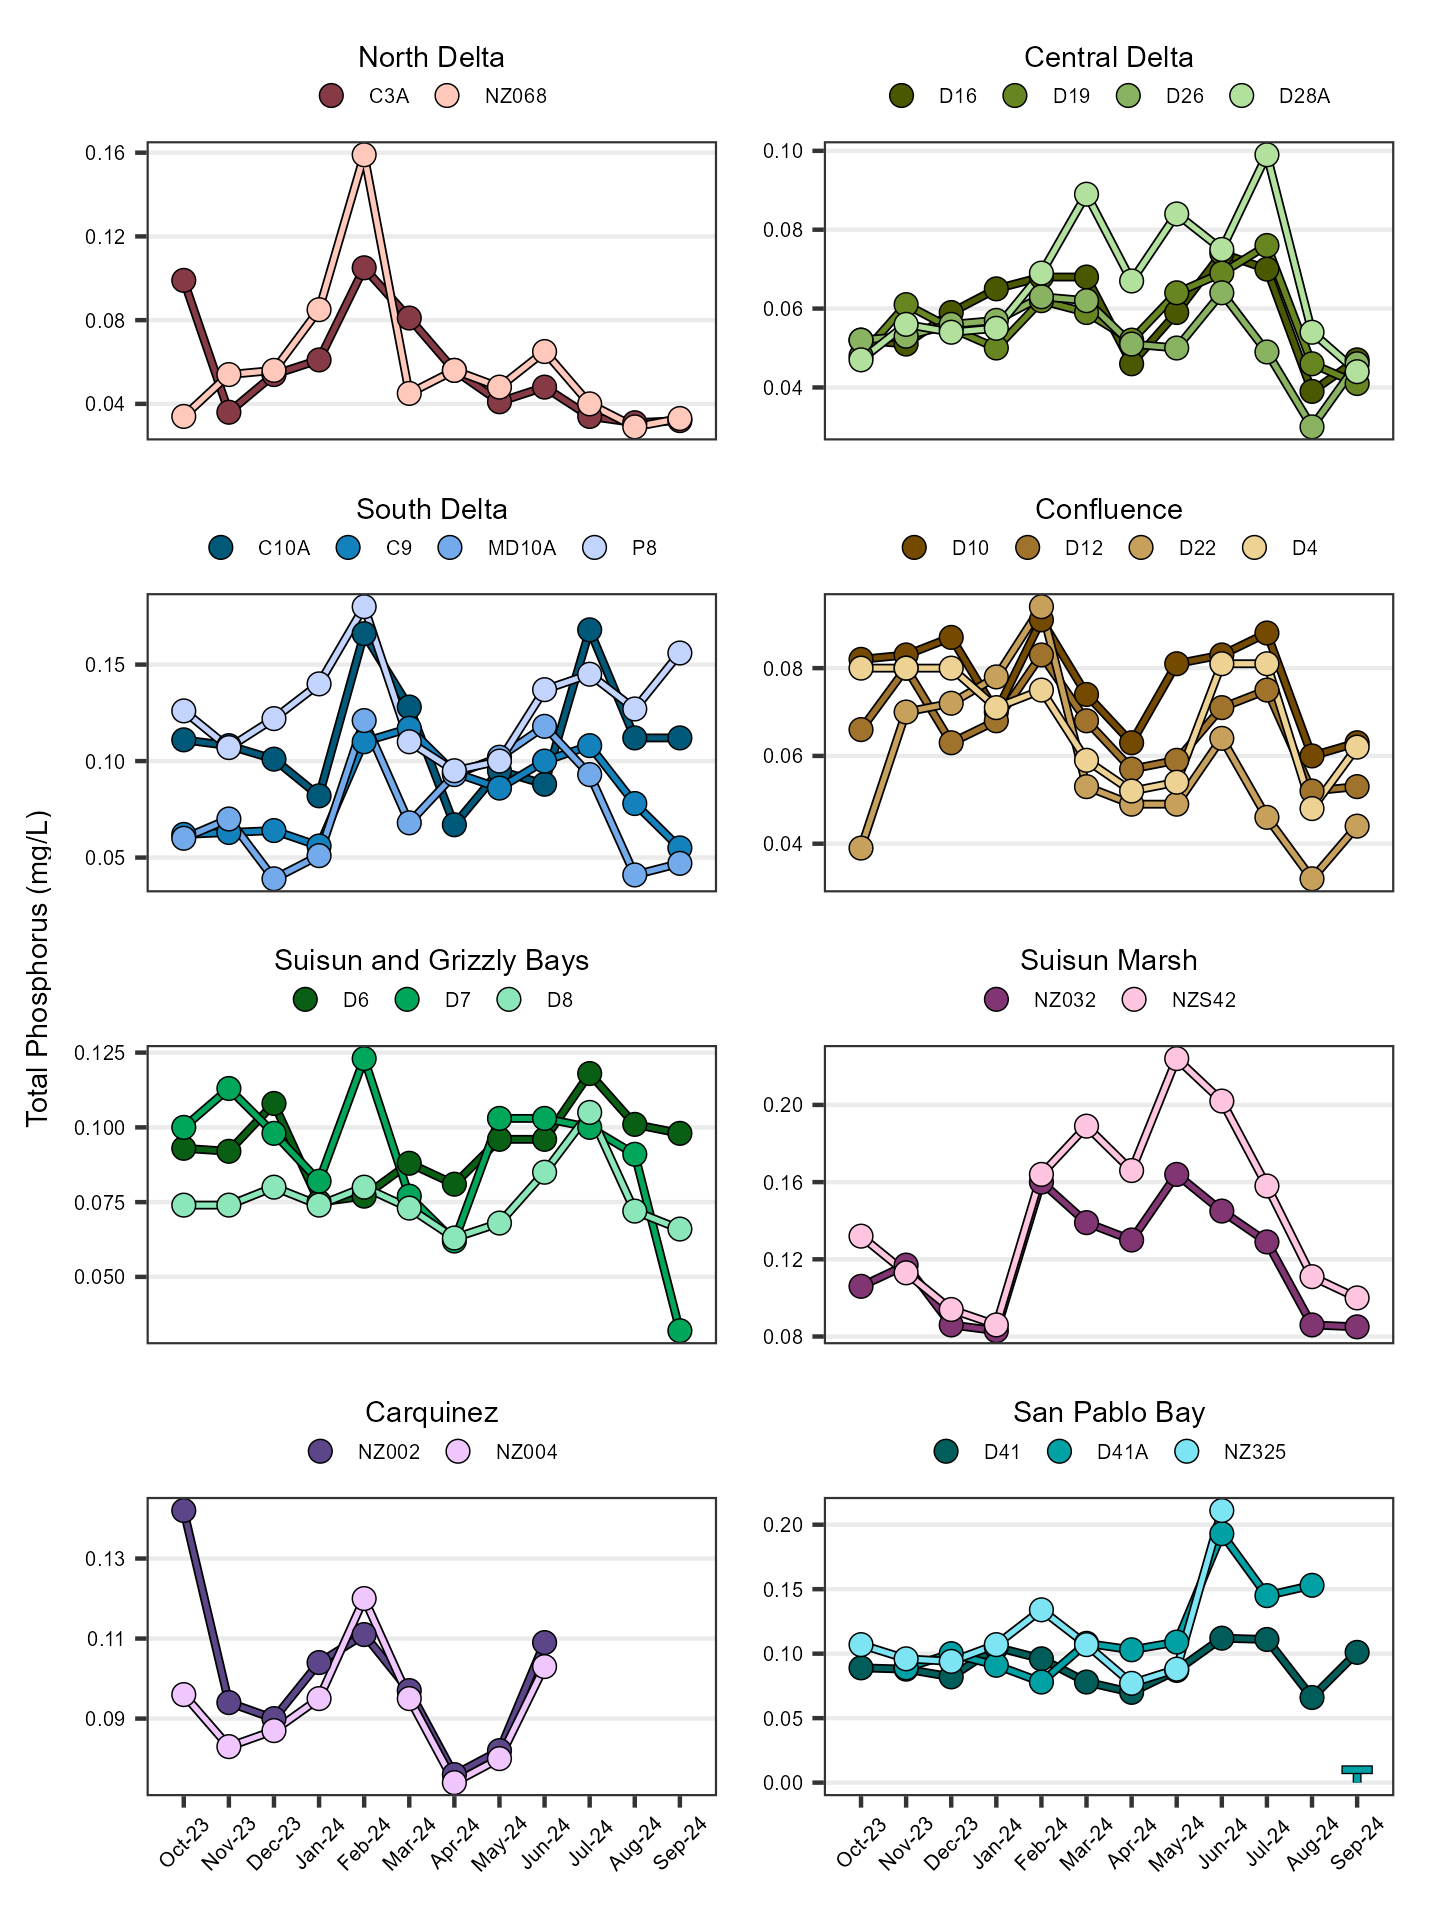 North Delta
C3A NZ068
0.16
0.12
0.08
0.04
Central Delta
D16 D19 D26 D28A
0.10
0.08
0.06
0.04
South Delta
C10A C9 MD10A P8
0.15
0.10
0.05
Confluence
D10 D12 D22 D4
0.08
0.06
0.04
Total Phosphorus (mg/L)
Suisun and Grizzly Bays
D6 D7 D8
0.125
0.100
0.075
0.050
Suisun Marsh
NZ032 NZS42
0.20
0.16
0.12
0.08
Carquinez
NZ002 NZ004
0.13
0.11
0.09
Oct-23 Nov-23 Dec-23 Jan-24 Feb-24 Mar-24 Apr-24 May-24 Jun-24 Jul-24 Aug-24 Sep-24
San Pablo Bay
D41 D41A NZ325
0.20
0.15
0.10
0.05
0.00
Oct-23 Nov-23 Dec-23 Jan-24 Feb-24 Mar-24 Apr-24 May-24 Jun-24 Jul-24 Aug-24 Sep-24